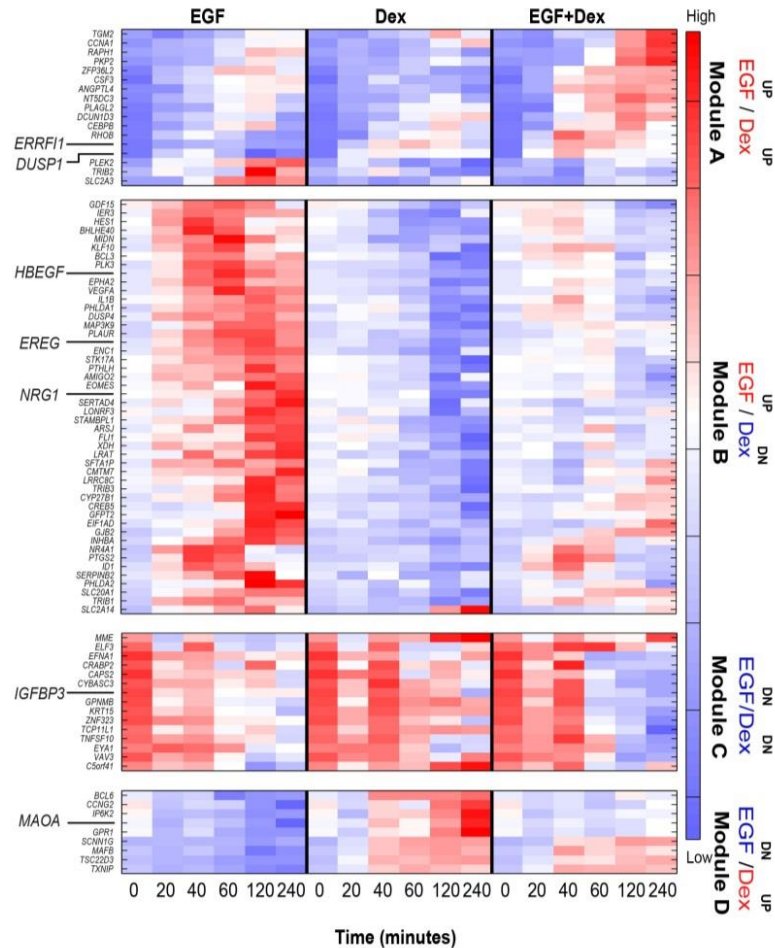 EGF Dex EGF+Dex High
TGM2
CCNA1
RAPH1
PKP2
ZFP36L2
CSF3
ANGPTL4
NT5DC3
PLAGL2
DCUN1D3
CEBPB
RHOB
ERRFI1
DUSP1
PLEK2
TRIB2
SLC2A3
UP UP
EGF / Dex
Module A
GDF15
IER3
HES1
BHLHE40
MIDN
KLF10
BCL3
PLK3
HBEGF
EPHA2
VEGFA
IL1B
PHLDA1
DUSP4
MAP3K9
PLAUR
EREG
ENC1
STK17A
PTHLH
AMIGO2
EOMES
NRG1
SERTAD4
LONRF3
STAMBPL1
ARSJ
FLI1
XDH
LRAT
SFTA1P
CMTM7
LRRC8C
TRIB3
CYP27B1
CREB5
GFPT2
EIF1AD
GJB2
INHBA
NR4A1
PTGS2
ID1
SERPINB2
PHLDA2
SLC20A1
TRIB1
SLC2A14
UP DN
EGF / Dex
Module B
MME
ELF3
EFNA1
CRABP2
CAPS2
CYBASC3
IGFBP3
GPNMB
KRT15
ZNF323
TCP11L1
TNFSF10
EYA1
VAV3
C5orf41
DN DN
EGF/Dex
Module C
BCL6
CCNG2
IP6K2
MAOA
GPR1
SCNN1G
MAFB
TSC22D3
TXNIP
Low
DN UP
EGF /Dex
Module D
0 20 40 60 120 240 0 20 40 60 120 240 0 20 40 60 120 240
Time (minutes)